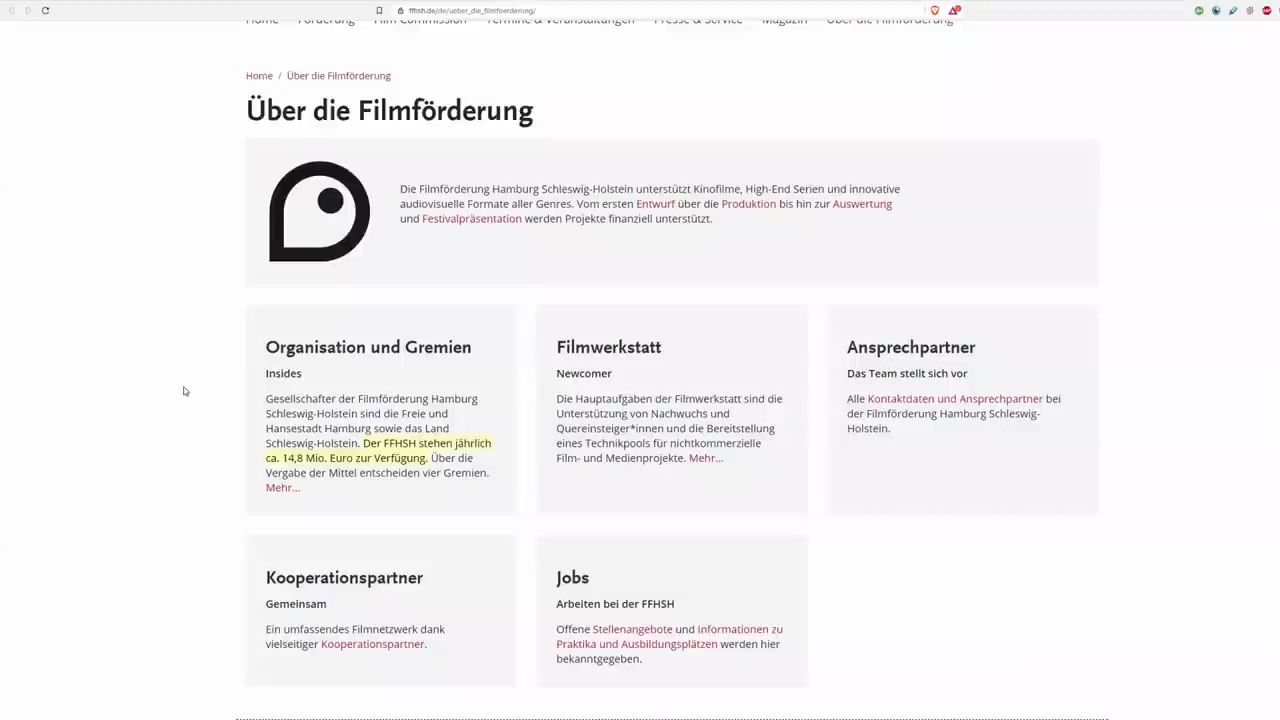 ffhsh.de/de/ueber_die_filmfoerderung/
Home Förderung Film Commission Termine & Veranstaltungen Presse & Service Magazin Über die Filmförderung
Home / Über die Filmförderung
Über die Filmförderung
Die Filmförderung Hamburg Schleswig-Holstein unterstützt Kinofilme, High-End Serien und innovative
audiovisuelle Formate aller Genres. Vom ersten Entwurf über die Produktion bis hin zur Auswertung
und Festivalpräsentation werden Projekte finanziell unterstützt.
Organisation und Gremien
Insides
Gesellschafter der Filmförderung Hamburg
Schleswig-Holstein sind die Freie und
Hansestadt Hamburg sowie das Land
Schleswig-Holstein. Der FFHSH stehen jährlich
ca. 14,8 Mio. Euro zur Verfügung. Über die
Vergabe der Mittel entscheiden vier Gremien.
Mehr...
Filmwerkstatt
Newcomer
Die Hauptaufgaben der Filmwerkstatt sind die
Unterstützung von Nachwuchs und
Quereinsteiger*innen und die Bereitstellung
eines Technikpools für nichtkommerzielle
Film- und Medienprojekte. Mehr...
Ansprechpartner
Das Team stellt sich vor
Alle Kontaktdaten und Ansprechpartner bei
der Filmförderung Hamburg Schleswig-
Holstein.
Kooperationspartner
Gemeinsam
Ein umfassendes Filmnetzwerk dank
vielseitiger Kooperationspartner.
Jobs
Arbeiten bei der FFHSH
Offene Stellenangebote und Informationen zu
Praktika und Ausbildungsplätzen werden hier
bekanntgegeben.